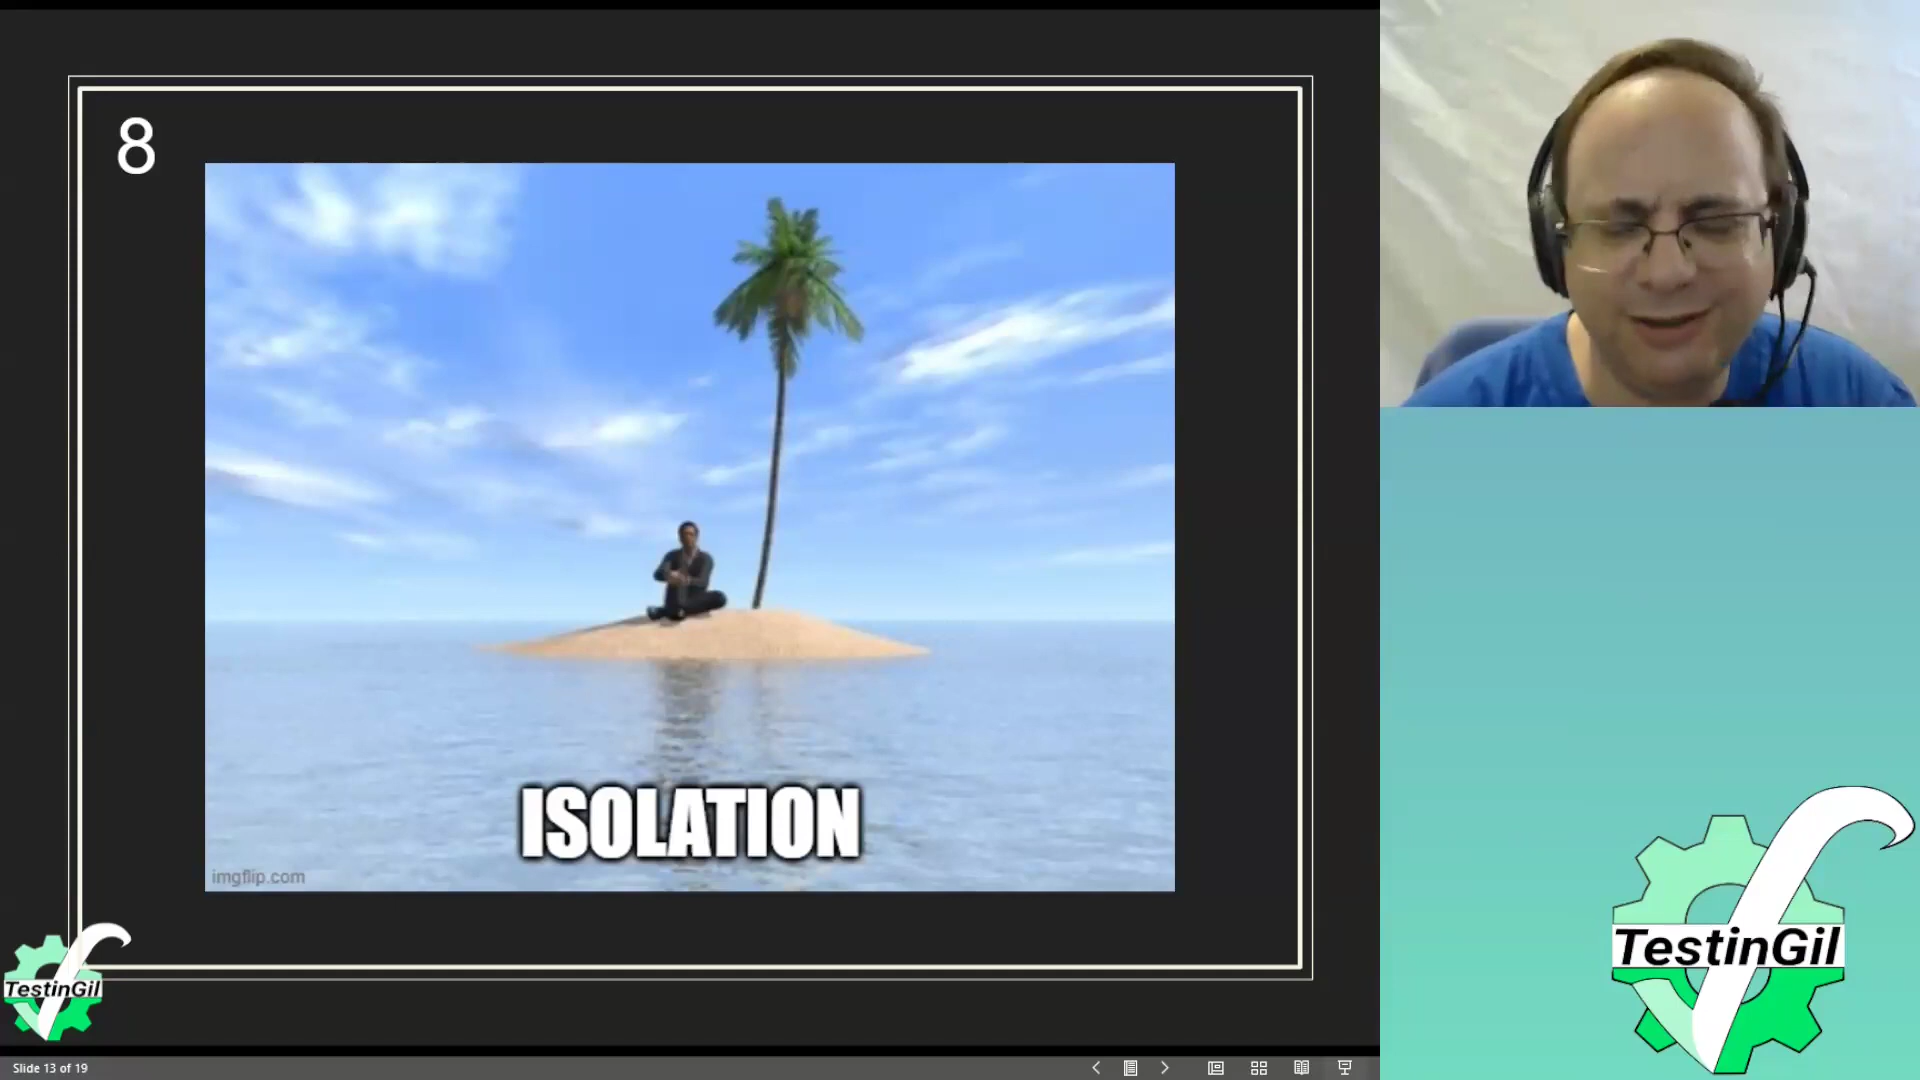 8
ISOLATION
imgflip.com
TestinGil
Slide 13 of 19
TestinGil